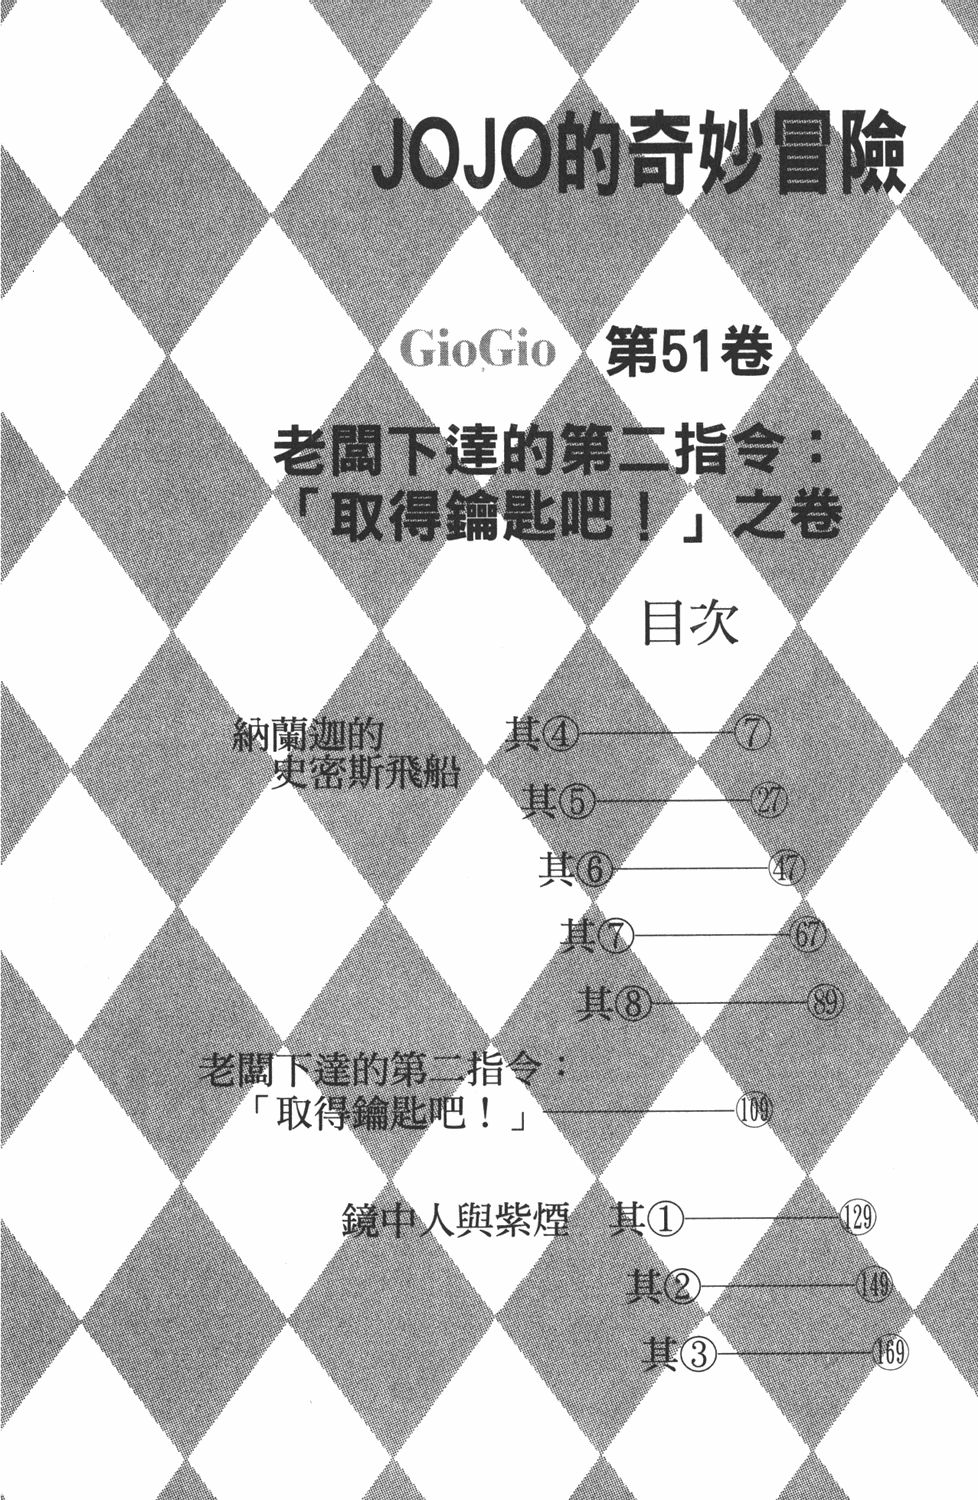 JOJO的奇妙冒險
GioGio 第51卷
老闆下達的第二指令：
「取得鑰匙吧！」之卷
目次
納蘭迦的
史密斯飛船
其④ ⑦
其⑤ ㉗
其⑥ ㊼
其⑦ 67
其⑧ 89
老闆下達的第二指令：
「取得鑰匙吧！」 109
鏡中人與紫煙 其① 129
其② 149
其③ 169